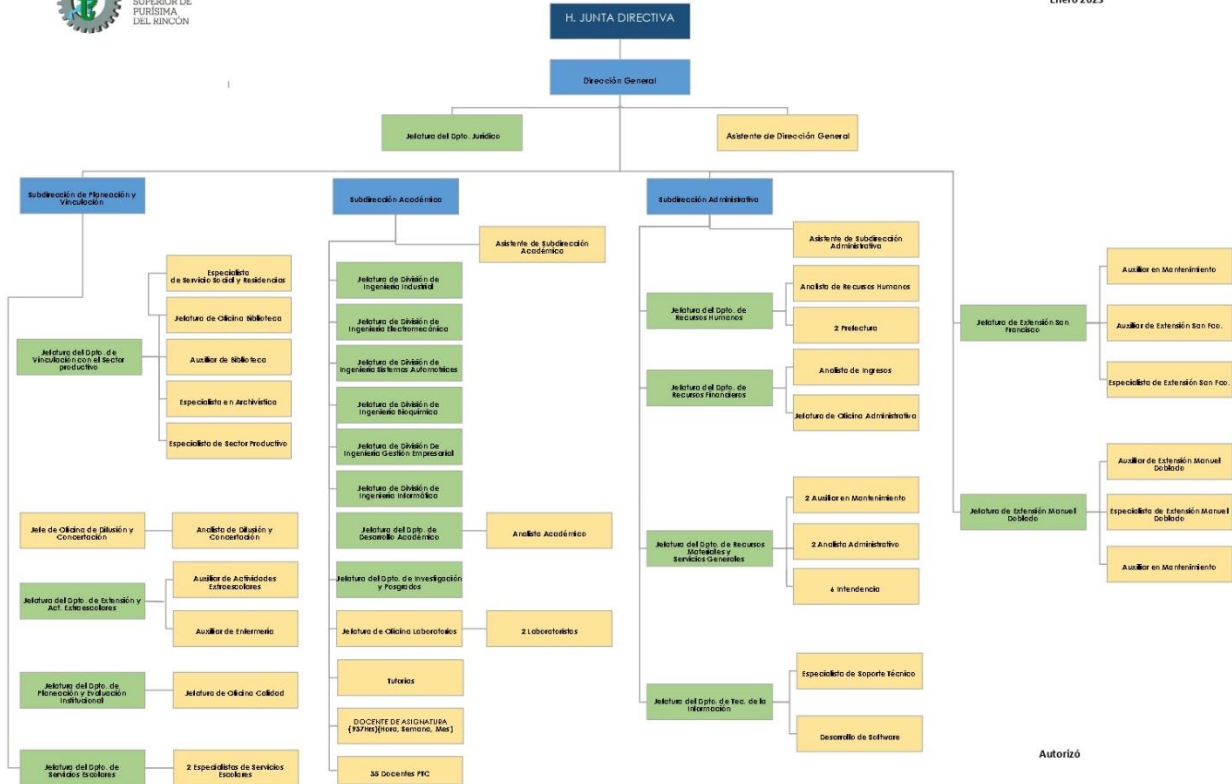 SUPERIOR DE
PURÍSIMA
DEL RINCÓN
Enero 2023
H. JUNTA DIRECTIVA
Dirección General
Jefatura del Dpto. Jurídico
Asistente de Dirección General
Subdirección de Planeación y
Vinculación
Subdirección Académica
Subdirección Administrativa
Asistente de Subdirección
Académica
Asistente de Subdirección
Administrativa
Especialista
de Servicio Social y Residencias
Jefatura de Oficina Biblioteca
Jefatura del Dpto. de
Vinculación con el Sector
productivo
Auxiliar de Biblioteca
Especialista en Archivística
Especialista de Sector Productivo
Jefe de Oficina de Difusión y
Concertación
Analista de Difusión y
Concertación
Jefatura del Dpto. de Extensión y
Act. Extraescolares
Auxiliar de Actividades
Extraescolares
Auxiliar de Enfermería
Jefatura del Dpto. de
Planeación y Evaluación
Institucional
Jefatura de Oficina Calidad
Jefatura del Dpto. de
Servicios Escolares
2 Especialistas de Servicios
Escolares
Jefatura de División de
Ingeniería Industrial
Jefatura de División de
Ingeniería Electromecánica
Jefatura de División de
Ingeniería Sistemas Automotrices
Jefatura de División de
Ingeniería Bioquímica
Jefatura de División De
Ingeniería Gestión Empresarial
Jefatura de División de
Ingeniería Informática
Jefatura del Dpto. de
Desarrollo Académico
Analista Académico
Jefatura del Dpto. de Investigación
y Posgrados
Jefatura de Oficina Laboratorios
2 Laboratoristas
Tutorías
DOCENTE DE ASIGNATURA
(937Hrs)(Hora, Semana, Mes)
35 Docentes PTC
Jefatura del Dpto. de
Recursos Humanos
Analista de Recursos Humanos
2 Prefectura
Jefatura del Dpto. de
Recursos Financieros
Analista de Ingresos
Jefatura de Oficina Administrativa
Jefatura del Dpto. de Recursos
Materiales y
Servicios Generales
2 Auxiliar en Mantenimiento
2 Analista Administrativo
6 Intendencia
Jefatura del Dpto. de Tec. de la
Información
Especialista de Soporte Técnico
Desarrollo de Software
Jefatura de Extensión San
Francisco
Auxiliar en Mantenimiento
Auxiliar de Extensión San Fco.
Especialista de Extensión San Fco.
Jefatura de Extensión Manuel
Doblado
Auxiliar de Extensión Manuel
Doblado
Especialista de Extensión Manuel
Doblado
Auxiliar en Mantenimiento
Autorizó